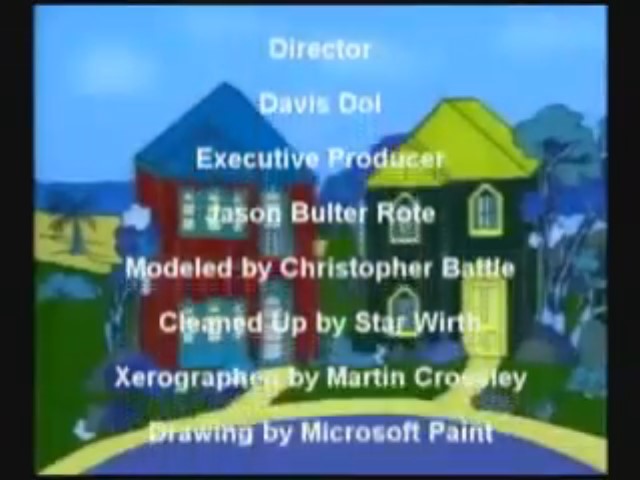 Director
Davis Doi
Executive Producer
Jason Bulter Rote
Modeled by Christopher Battle
Cleaned Up by Star Wirth
Xerographed by Martin Crossley
Drawing by Microsoft Paint